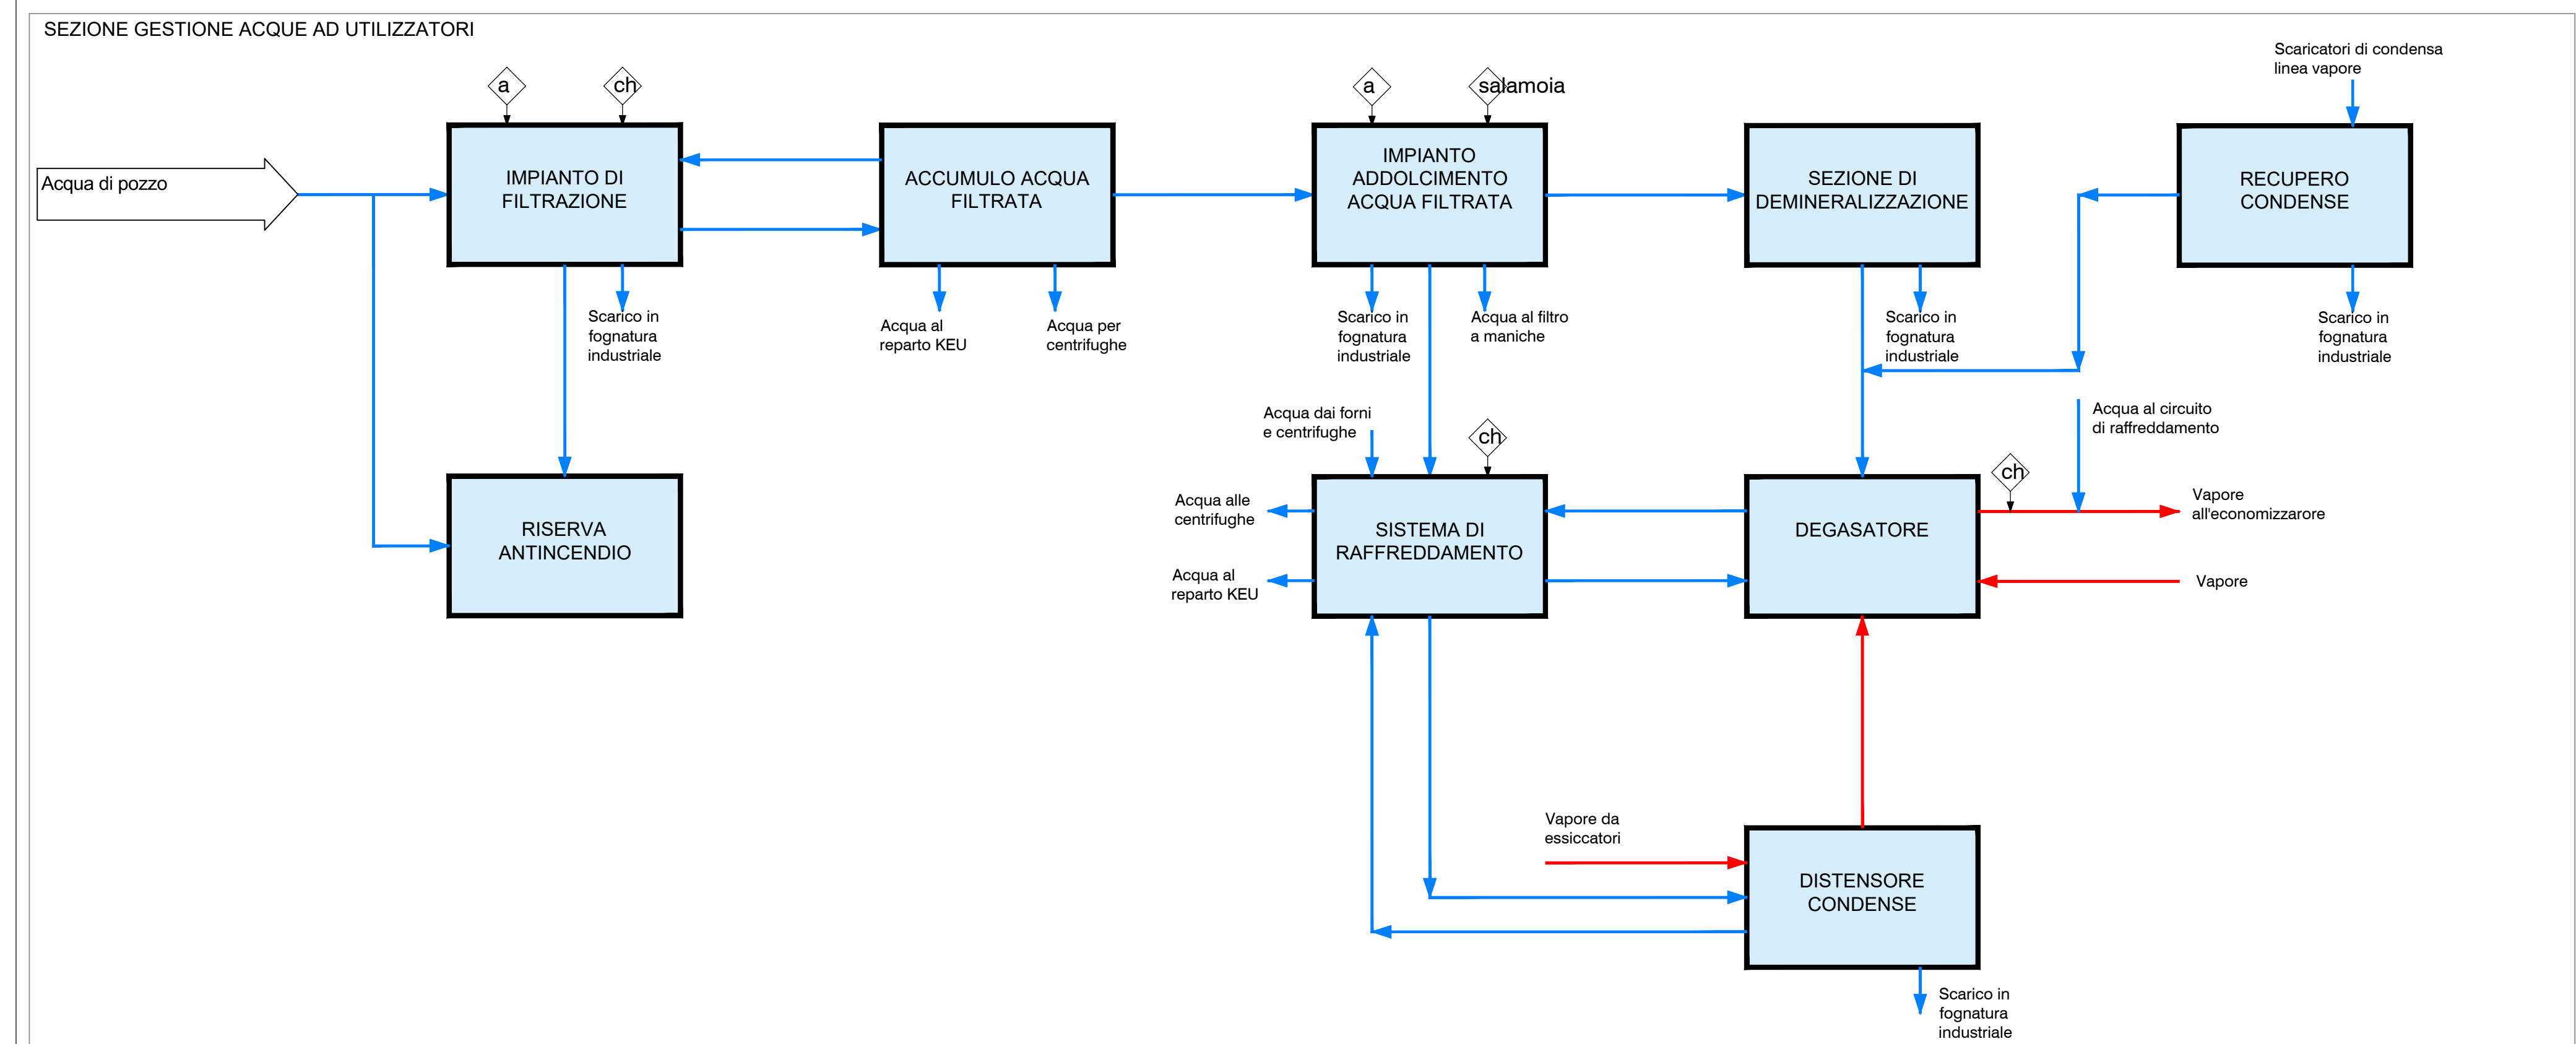 SEZIONE GESTIONE ACQUE AD UTILIZZATORI
Scaricatori di condensa
linea vapore
a
ch
a
salamoia
Acqua di pozzo
IMPIANTO DI
FILTRAZIONE
ACCUMULO ACQUA
FILTRATA
IMPIANTO
ADDOLCIMENTO
ACQUA FILTRATA
SEZIONE DI
DEMINERALIZZAZIONE
RECUPERO
CONDENSE
Scarico in
fognatura
industriale
Acqua al
reparto KEU
Acqua per
centrifughe
Scarico in
fognatura
industriale
Acqua al filtro
a maniche
Scarico in
fognatura
industriale
Scarico in
fognatura
industriale
Acqua dai forni
e centrifughe
ch
Acqua al circuito
di raffreddamento
ch
RISERVA
ANTINCENDIO
Acqua alle
centrifughe
Acqua al
reparto KEU
SISTEMA DI
RAFFREDDAMENTO
DEGASATORE
Vapore
all'economizzarore
Vapore
Vapore da
essiccatori
DISTENSORE
CONDENSE
Scarico in
fognatura
industriale